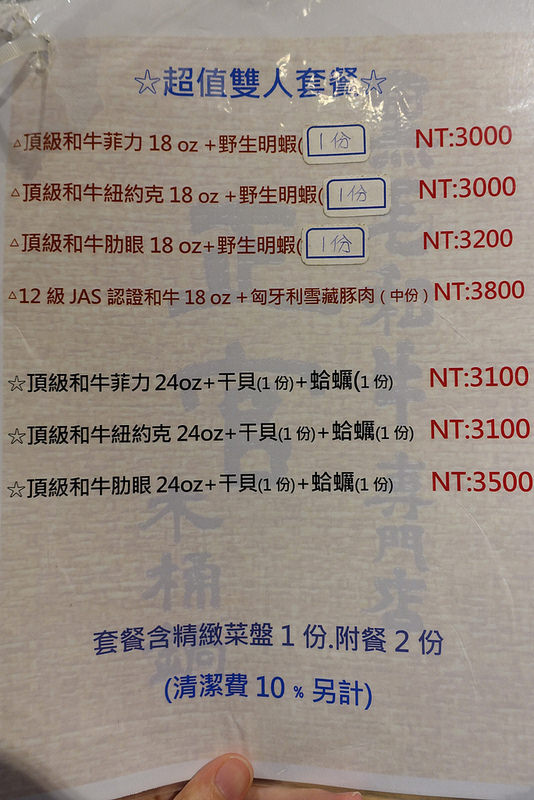 ☆超值雙人套餐☆
△頂級和牛菲力 18 oz +野生明蝦( 1份 NT:3000
△頂級和牛紐約克 18 oz +野生明蝦( 1份 NT:3000
△頂級和牛肋眼 18 oz+野生明蝦( 1份 NT:3200
△12 級 JAS 認證和牛 18 oz +匈牙利雪藏豚肉 ( 中份 ) NT:3800
☆頂級和牛菲力 24oz+干貝(1 份)+蛤蠣(1 份) NT:3100
☆頂級和牛紐約克 24oz+干貝(1 份)+蛤蠣(1 份) NT:3100
☆頂級和牛肋眼 24oz+干貝(1 份)+蛤蠣(1 份) NT:3500
套餐含精緻菜盤 1 份.附餐 2 份
(清潔費 10 % 另計)